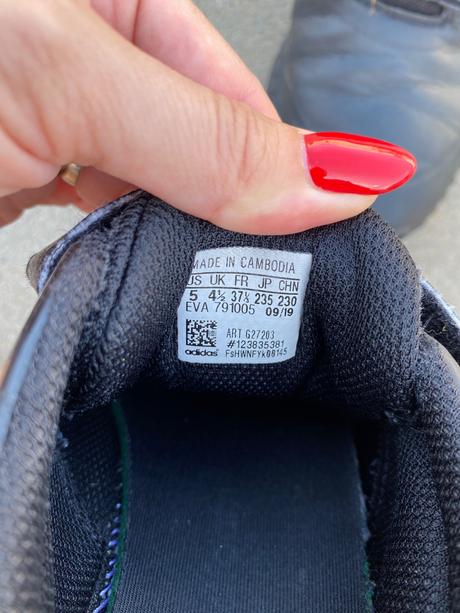 MADE IN CAMBODIA
US UK FR JP CHN
5 4½ 37⅓ 235 230
EVA 791005 09/19
ART G27203
#123835381
adidas FsHWNFYk08145